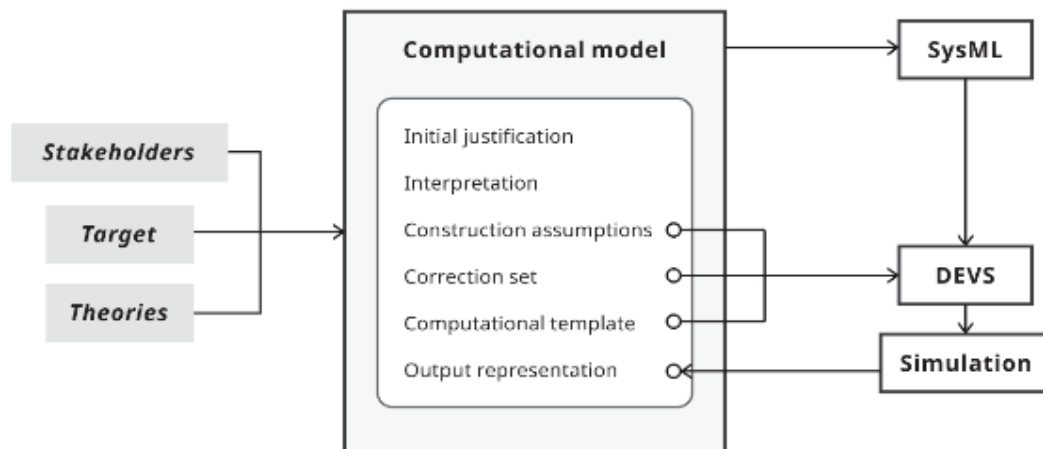 Computational model
SysML
Initial justification
Stakeholders
Interpretation
Target
Construction assumptions
Correction set
DEVS
Theories
Computational template
Output representation
Simulation